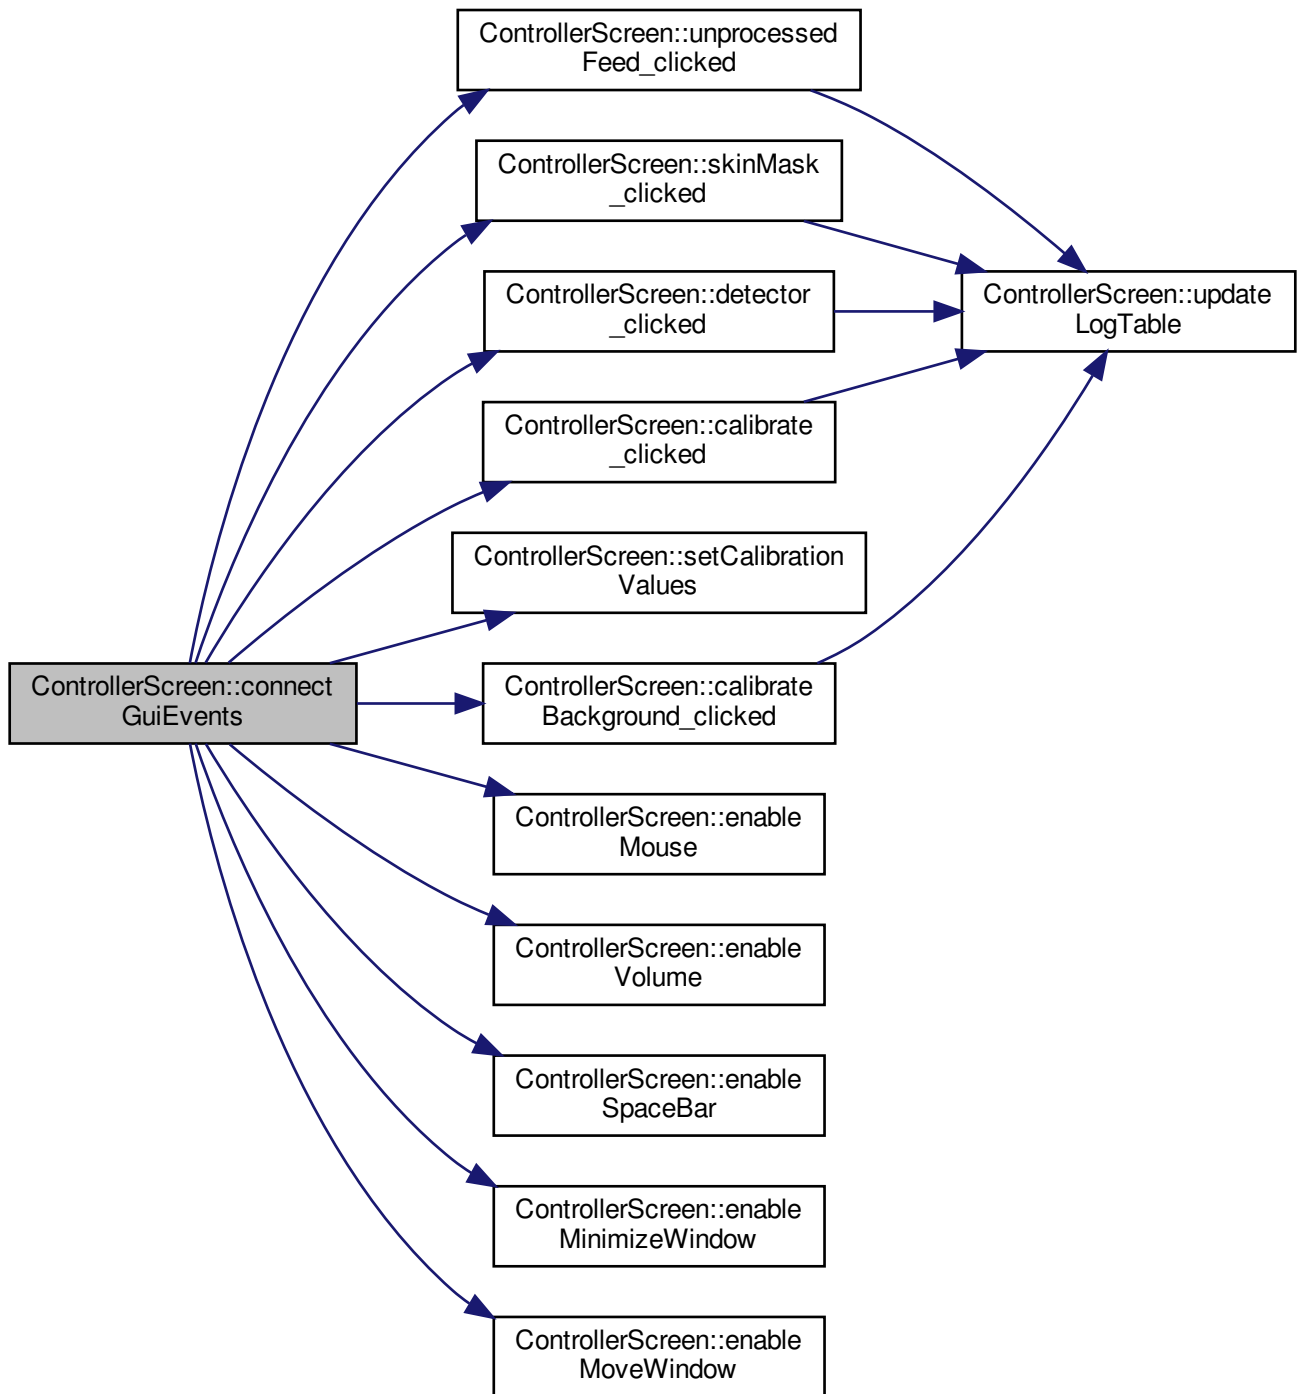 ControllerScreen::unprocessed
Feed_clicked
ControllerScreen::skinMask
_clicked
ControllerScreen::detector
_clicked
ControllerScreen::update
LogTable
ControllerScreen::calibrate
_clicked
ControllerScreen::setCalibration
Values
ControllerScreen::connect
GuiEvents
ControllerScreen::calibrate
Background_clicked
ControllerScreen::enable
Mouse
ControllerScreen::enable
Volume
ControllerScreen::enable
SpaceBar
ControllerScreen::enable
MinimizeWindow
ControllerScreen::enable
MoveWindow